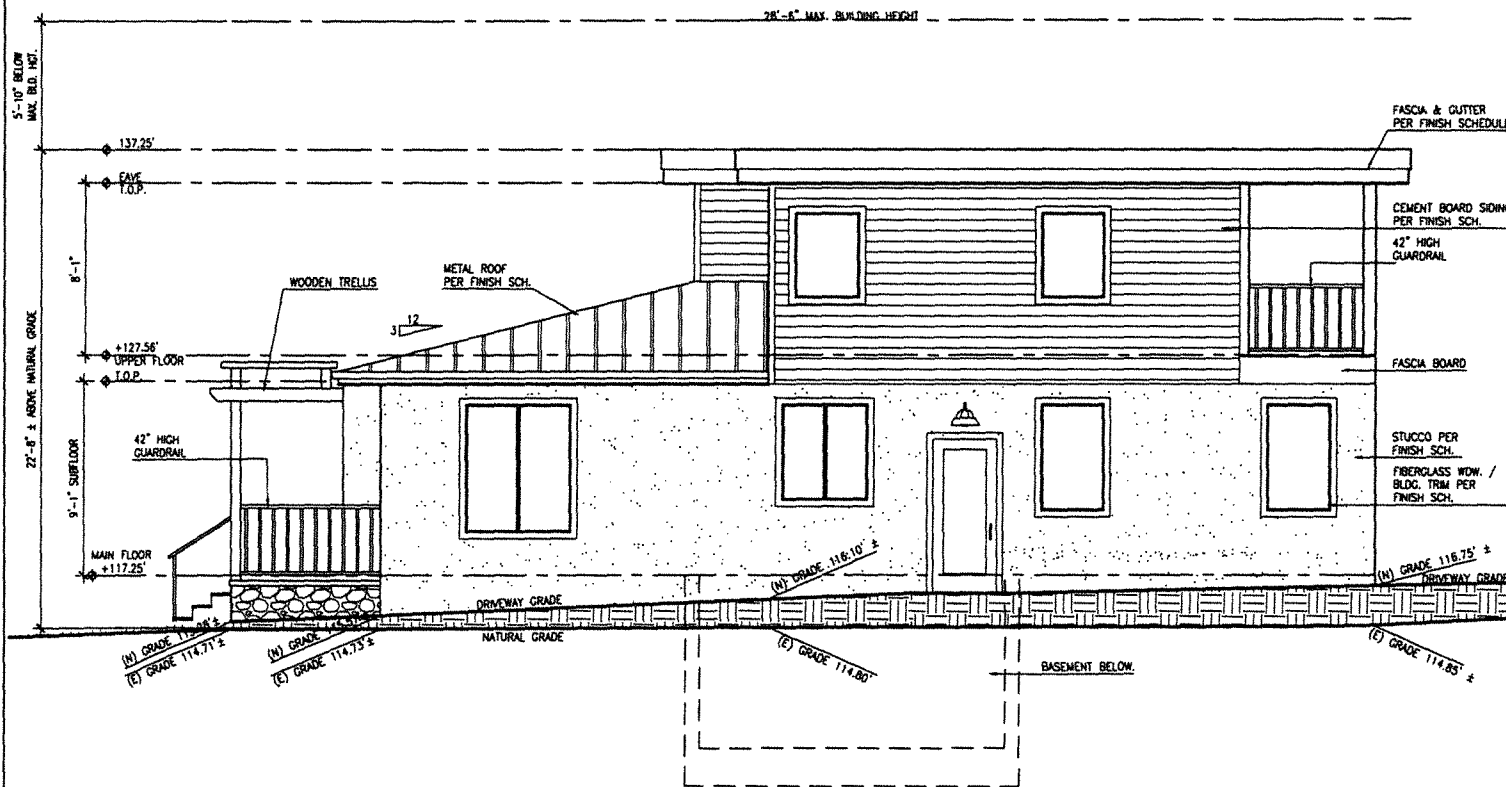 28'-6" MAX. BUILDING HEIGHT
5'-10" BELOW
MAX. BLD. HGT.
137.25'
EAVE
T.O.P.
8'-1"
22'-8" ± ABOVE NATURAL GRADE
+127.56'
UPPER FLOOR
T.O.P.
9'-1" SUBFLOOR
MAIN FLOOR
+117.25'
WOODEN TRELLIS
METAL ROOF
PER FINISH SCH.
12
3
42" HIGH
GUARDRAIL
FASCIA & GUTTER
PER FINISH SCHEDULE
CEMENT BOARD SIDING
PER FINISH SCH.
42" HIGH
GUARDRAIL
FASCIA BOARD
STUCCO PER
FINISH SCH.
FIBERGLASS WDW. /
BLDG. TRIM PER
FINISH SCH.
(N) GRADE 116.10' ±
(N) GRADE 116.75' ±
DRIVEWAY GRADE
DRIVEWAY GRADE
NATURAL GRADE
(N) GRADE
(E) GRADE 114.71' ±
(N) GRADE
(E) GRADE 114.73' ±
(E) GRADE 114.80'
(E) GRADE 114.85' ±
BASEMENT BELOW.